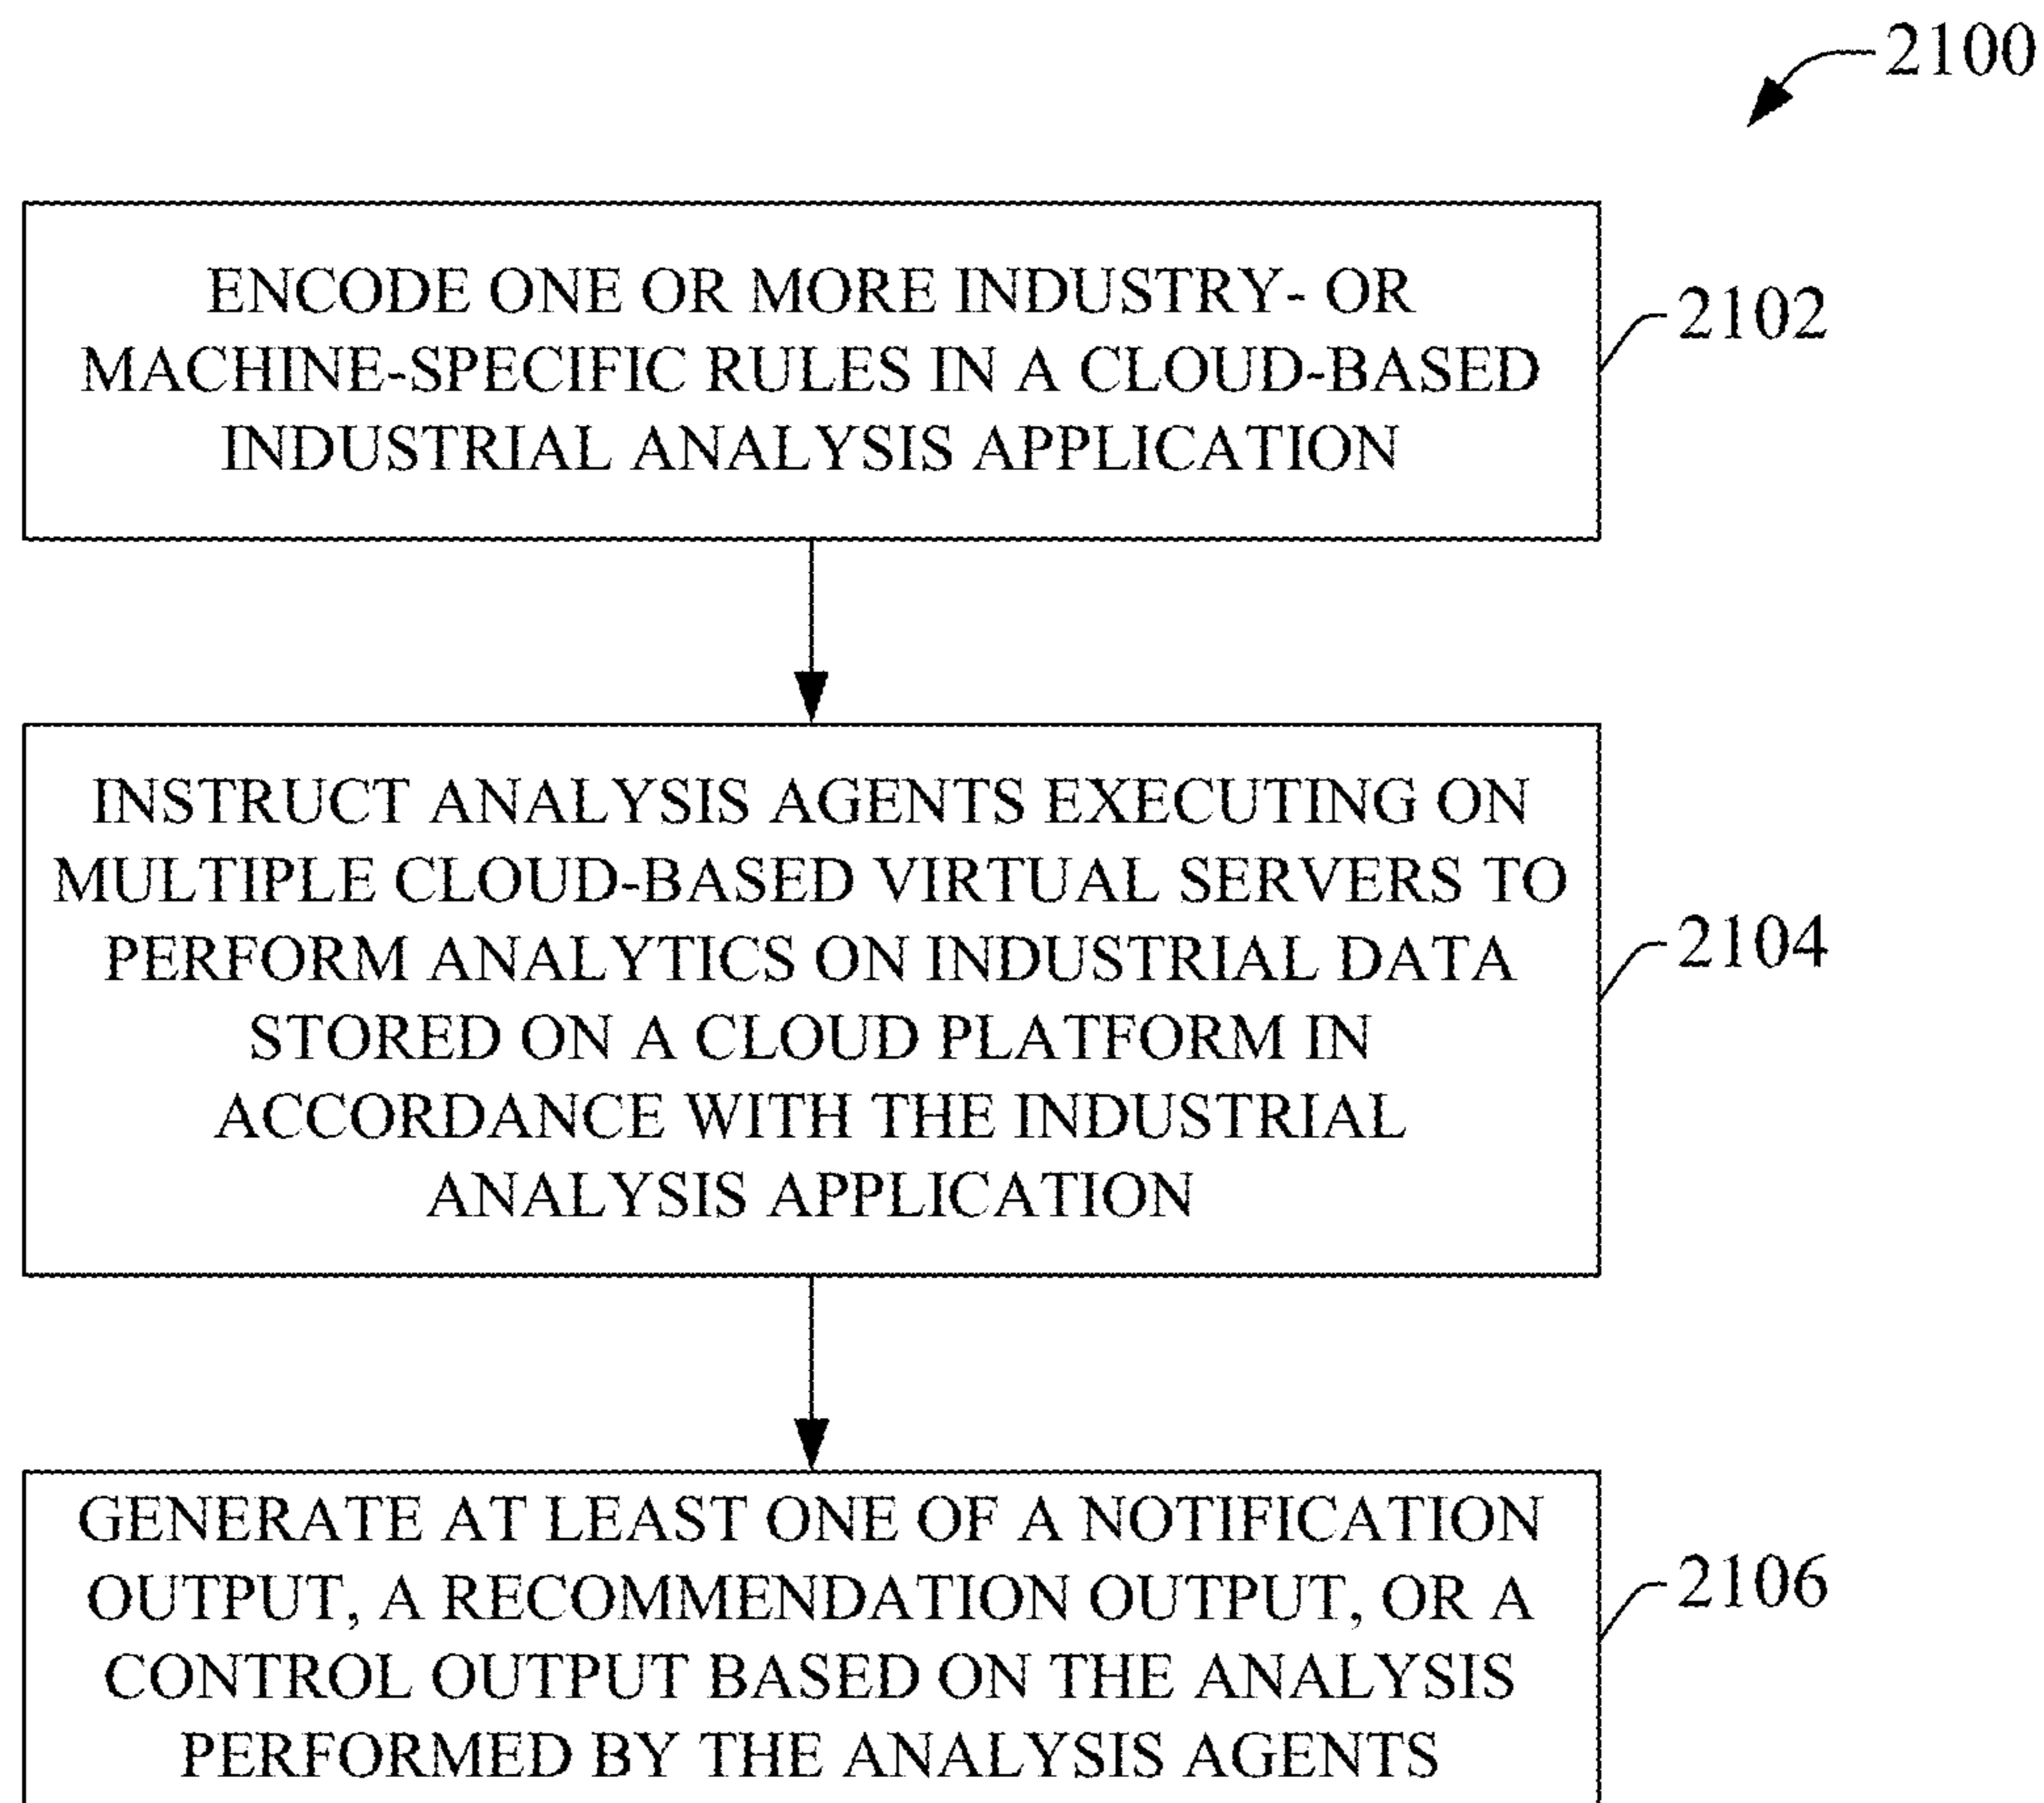 2100
ENCODE ONE OR MORE INDUSTRY- OR
MACHINE-SPECIFIC RULES IN A CLOUD-BASED
INDUSTRIAL ANALYSIS APPLICATION
2102
INSTRUCT ANALYSIS AGENTS EXECUTING ON
MULTIPLE CLOUD-BASED VIRTUAL SERVERS TO
PERFORM ANALYTICS ON INDUSTRIAL DATA
STORED ON A CLOUD PLATFORM IN
ACCORDANCE WITH THE INDUSTRIAL
ANALYSIS APPLICATION
2104
GENERATE AT LEAST ONE OF A NOTIFICATION
OUTPUT, A RECOMMENDATION OUTPUT, OR A
CONTROL OUTPUT BASED ON THE ANALYSIS
PERFORMED BY THE ANALYSIS AGENTS
2106